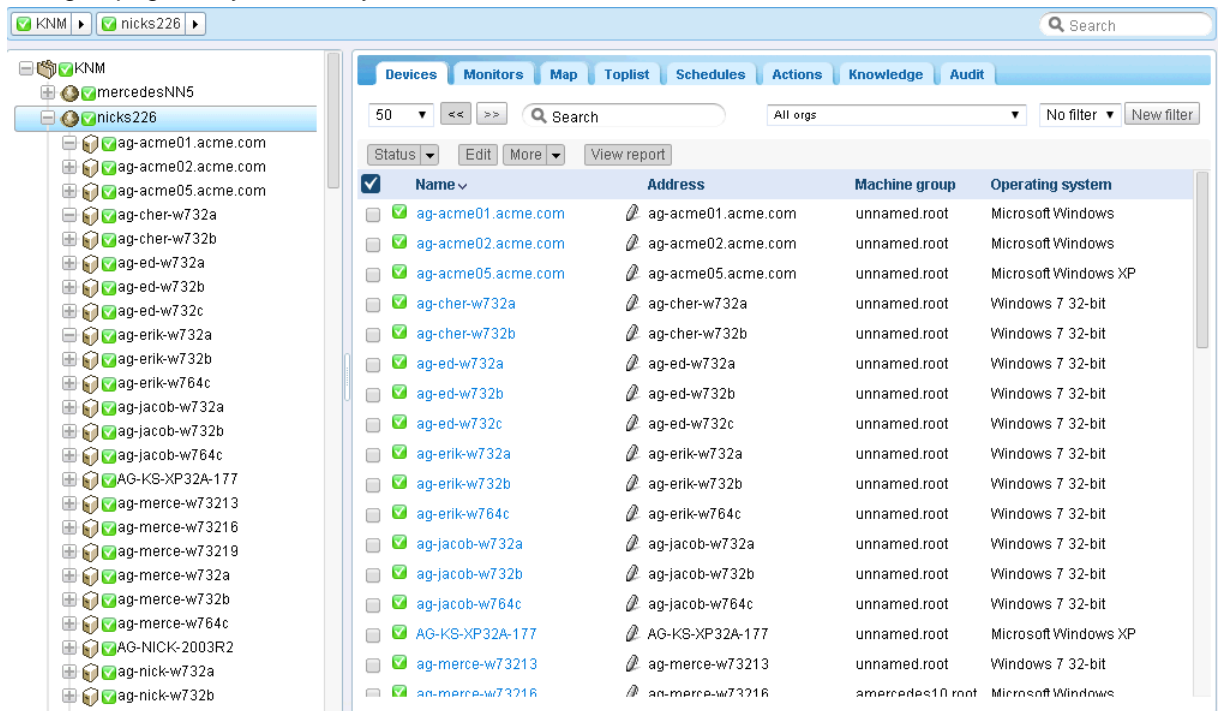 KNM nicks226 Search
KNM
mercedesNN5
nicks226
ag-acme01.acme.com
ag-acme02.acme.com
ag-acme05.acme.com
ag-cher-w732a
ag-cher-w732b
ag-ed-w732a
ag-ed-w732b
ag-ed-w732c
ag-erik-w732a
ag-erik-w732b
ag-erik-w764c
ag-jacob-w732a
ag-jacob-w732b
ag-jacob-w764c
AG-KS-XP32A-177
ag-merce-w73213
ag-merce-w73216
ag-merce-w73219
ag-merce-w732a
ag-merce-w732b
ag-merce-w764c
AG-NICK-2003R2
ag-nick-w732a
ag-nick-w732b
Devices Monitors Map Toplist Schedules Actions Knowledge Audit
50 << >> Search All orgs No filter New filter
Status Edit More View report
Name Address Machine group Operating system
ag-acme01.acme.com ag-acme01.acme.com unnamed.root Microsoft Windows
ag-acme02.acme.com ag-acme02.acme.com unnamed.root Microsoft Windows
ag-acme05.acme.com ag-acme05.acme.com unnamed.root Microsoft Windows XP
ag-cher-w732a ag-cher-w732a unnamed.root Windows 7 32-bit
ag-cher-w732b ag-cher-w732b unnamed.root Windows 7 32-bit
ag-ed-w732a ag-ed-w732a unnamed.root Windows 7 32-bit
ag-ed-w732b ag-ed-w732b unnamed.root Windows 7 32-bit
ag-ed-w732c ag-ed-w732c unnamed.root Windows 7 32-bit
ag-erik-w732a ag-erik-w732a unnamed.root Windows 7 32-bit
ag-erik-w732b ag-erik-w732b unnamed.root Windows 7 32-bit
ag-erik-w764c ag-erik-w764c unnamed.root Windows 7 32-bit
ag-jacob-w732a ag-jacob-w732a unnamed.root Windows 7 32-bit
ag-jacob-w732b ag-jacob-w732b unnamed.root Windows 7 32-bit
ag-jacob-w764c ag-jacob-w764c unnamed.root Windows 7 32-bit
AG-KS-XP32A-177 AG-KS-XP32A-177 unnamed.root Microsoft Windows XP
ag-merce-w73213 ag-merce-w73213 unnamed.root Windows 7 32-bit
ag-merce-w73216 ag-merce-w73216 amercedes10.root Microsoft Windows